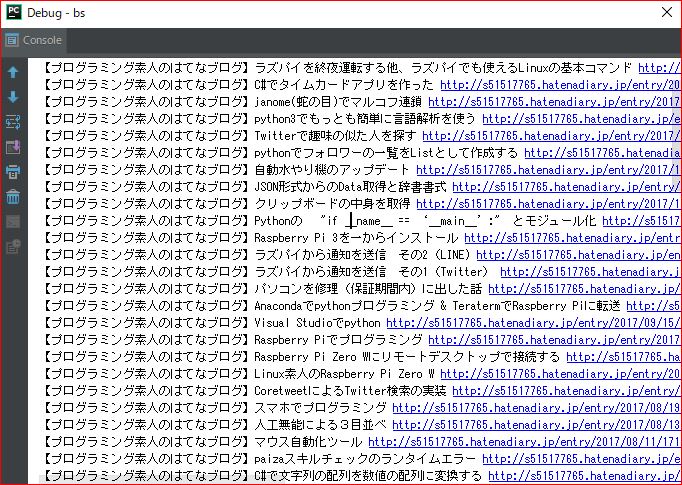 PC Debug - bs
Console
【プログラミング素人のはてなブログ】ラズパイを終夜運転する他、ラズパイでも使えるLinuxの基本コマンド http://
【プログラミング素人のはてなブログ】C#でタイムカードアプリを作った http://s51517765.hatenadiary.jp/entry/20
【プログラミング素人のはてなブログ】janome(蛇の目)でマルコフ連鎖 http://s51517765.hatenadiary.jp/entry/2017
【プログラミング素人のはてなブログ】python3でもっとも簡単に言語解析を使う http://s51517765.hatenadiary.jp/e
【プログラミング素人のはてなブログ】Twitterで趣味の似た人を探す http://s51517765.hatenadiary.jp/entry/2017/
【プログラミング素人のはてなブログ】pythonでフォロワーの一覧をListとして作成する http://s51517765.hatenadia
【プログラミング素人のはてなブログ】自動水やり機のアップデート http://s51517765.hatenadiary.jp/entry/2017/1
【プログラミング素人のはてなブログ】JSON形式からのData取得と辞書書式 http://s51517765.hatenadiary.jp/entry/
【プログラミング素人のはてなブログ】クリップボードの中身を取得 http://s51517765.hatenadiary.jp/entry/2017/1
【プログラミング素人のはてなブログ】Pythonの　"if __name__ == ‘__main__’:" とモジュール化 http://s51517
【プログラミング素人のはてなブログ】Raspberry Pi 3を一からインストール http://s51517765.hatenadiary.jp/entr
【プログラミング素人のはてなブログ】ラズパイから通知を送信　その2（LINE）http://s51517765.hatenadiary.jp/en
【プログラミング素人のはてなブログ】ラズパイから通知を送信　その1（Twitter） http://s51517765.hatenadiary.j
【プログラミング素人のはてなブログ】パソコンを修理（保証期間内）に出した話 http://s51517765.hatenadiary.jp/e
【プログラミング素人のはてなブログ】Anacondaでpythonプログラミング & TeratermでRaspberry Piに転送 http://s5
【プログラミング素人のはてなブログ】Visual Studioでpython http://s51517765.hatenadiary.jp/entry/2017/09/15/
【プログラミング素人のはてなブログ】Raspberry Piでプログラミング http://s51517765.hatenadiary.jp/entry/2017
【プログラミング素人のはてなブログ】Raspberry Pi Zero Wにリモートデスクトップで接続する http://s51517765.ha
【プログラミング素人のはてなブログ】Linux素人のRaspberry Pi Zero W http://s51517765.hatenadiary.jp/entry/20
【プログラミング素人のはてなブログ】CoretweetによるTwitter検索の実装 http://s51517765.hatenadiary.jp/entry/
【プログラミング素人のはてなブログ】スマホでプログラミング http://s51517765.hatenadiary.jp/entry/2017/08/19
【プログラミング素人のはてなブログ】人工無能による３目並べ http://s51517765.hatenadiary.jp/entry/2017/08/13
【プログラミング素人のはてなブログ】マウス自動化ツール http://s51517765.hatenadiary.jp/entry/2017/08/11/171
【プログラミング素人のはてなブログ】paizaスキルチェックのランタイムエラー http://s51517765.hatenadiary.jp/e
【プログラミング素人のはてなブログ】C#で文字列の配列を数値の配列に変換する http://s51517765.hatenadiary.jp/